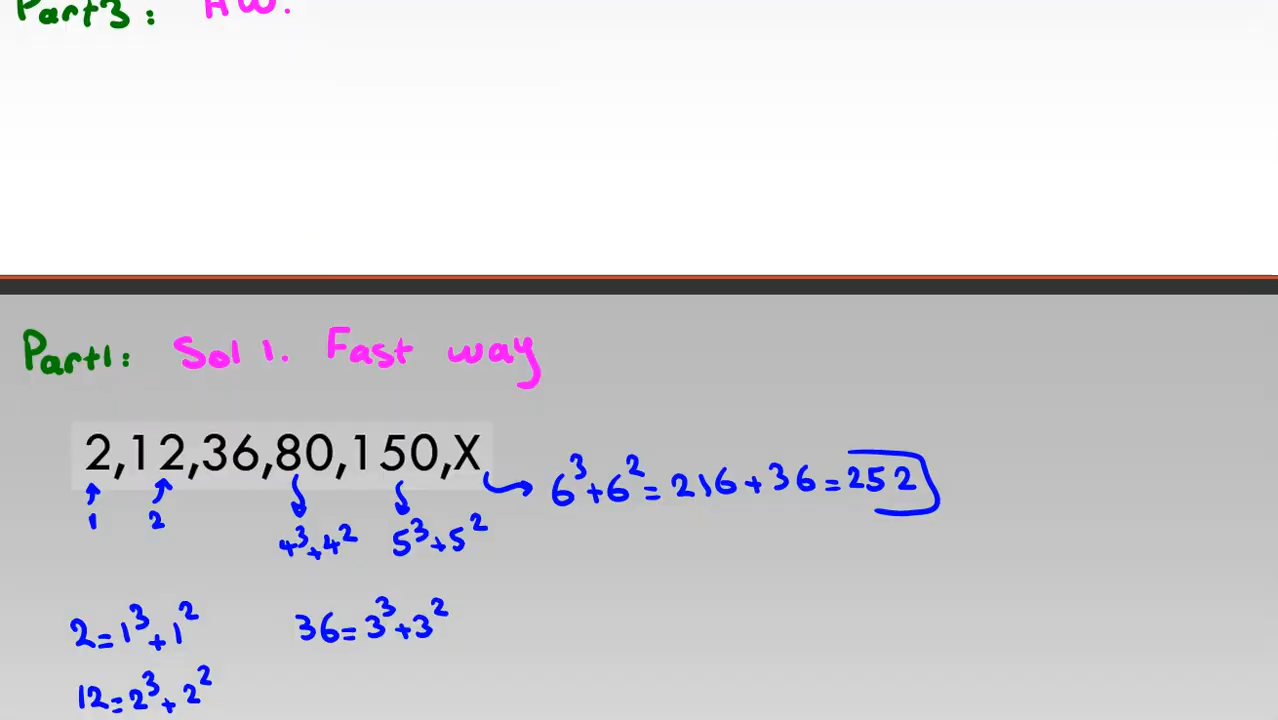 Part3: HW.
Part1: Sol 1. Fast way
2,12,36,80,150,X
6³+6²=216+36=252
1 2
4³+4² 5³+5²
2=1³+1² 36=3³+3²
12=2³+2²